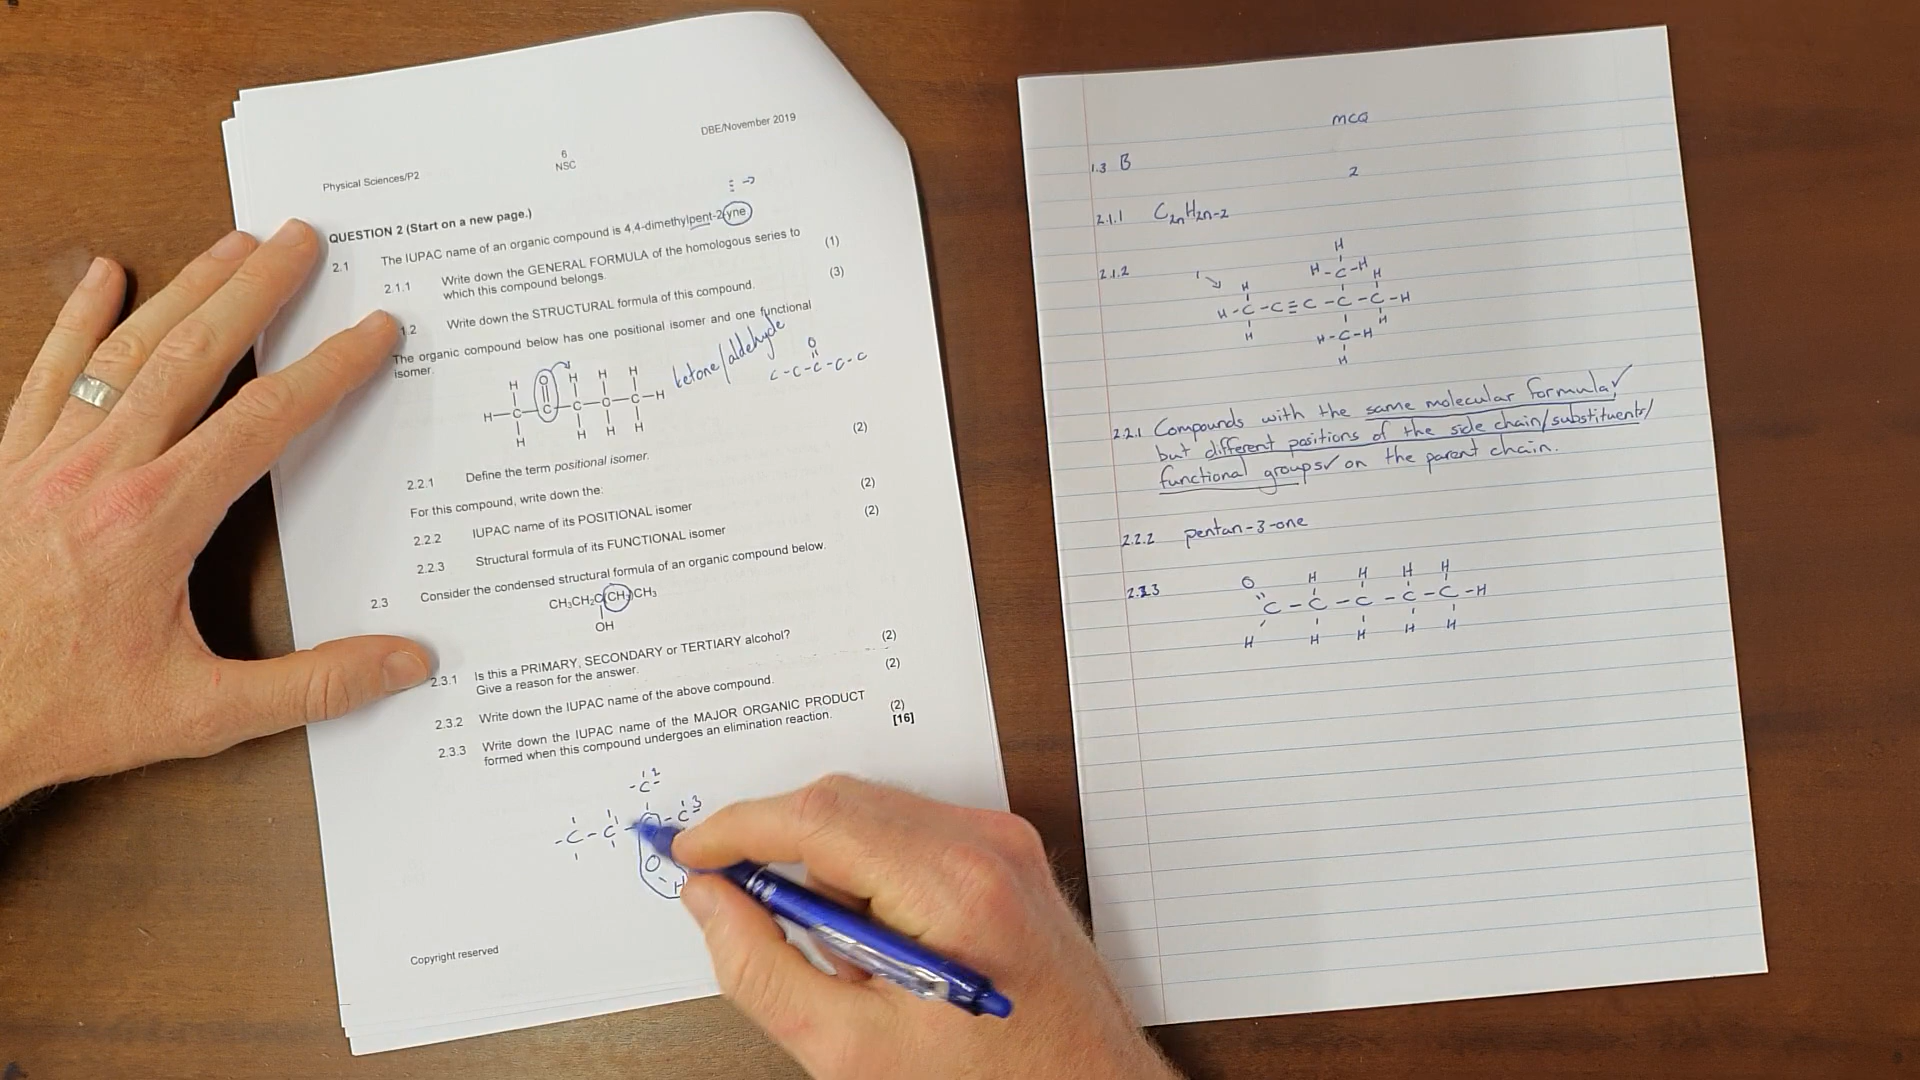 DBE/November 2019
6
NSC
Physical Sciences/P2
QUESTION 2 (Start on a new page.)
2.1 The IUPAC name of an organic compound is 4,4-dimethylpent-2-yne
2.1.1 Write down the GENERAL FORMULA of the homologous series to
which this compound belongs. (1)
1.2 Write down the STRUCTURAL formula of this compound. (3)
The organic compound below has one positional isomer and one functional
isomer.
H H H H
H-C-C-C-C-C-H
O
H H H H
ketone/aldehyde
O
C-C-C-C-C
2.2.1 Define the term positional isomer. (2)
For this compound, write down the:
2.2.2 IUPAC name of its POSITIONAL isomer (2)
2.2.3 Structural formula of its FUNCTIONAL isomer (2)
2.3 Consider the condensed structural formula of an organic compound below.
OH
2.3.1 Is this a PRIMARY, SECONDARY or TERTIARY alcohol?
Give a reason for the answer. (2)
2.3.2 Write down the IUPAC name of the above compound. (2)
2.3.3 Write down the IUPAC name of the MAJOR ORGANIC PRODUCT
formed when this compound undergoes an elimination reaction. (2)
[16]
-C- 2
-C-C-
-C 3
O
H
Copyright reserved
MCQ
1.3 B
2
2.1.1 C2nH2n-2
2.1.2
H
H-C-H
H H
H-C-C≡C-C-C-H
H H
H-C-H
H
2.2.1 Compounds with the same molecular formula✓
but different positions of the side chain/substituents/
functional groups✓ on the parent chain.
2.2.2 pentan-3-one
2.2.3
O H H H H
C-C-C-C-C-H
H H H H H